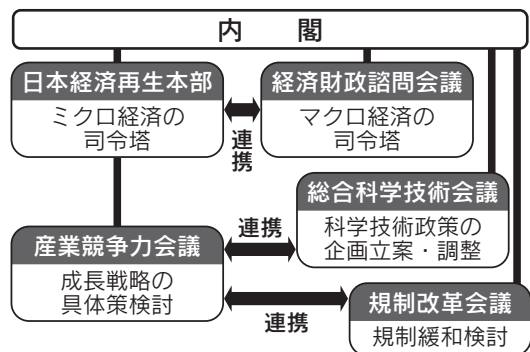 内閣
日本経済再生本部
ミクロ経済の
司令塔
連携
経済財政諮問会議
マクロ経済の
司令塔
総合科学技術会議
科学技術政策の
企画立案・調整
連携
産業競争力会議
成長戦略の
具体策検討
連携
規制改革会議
規制緩和検討